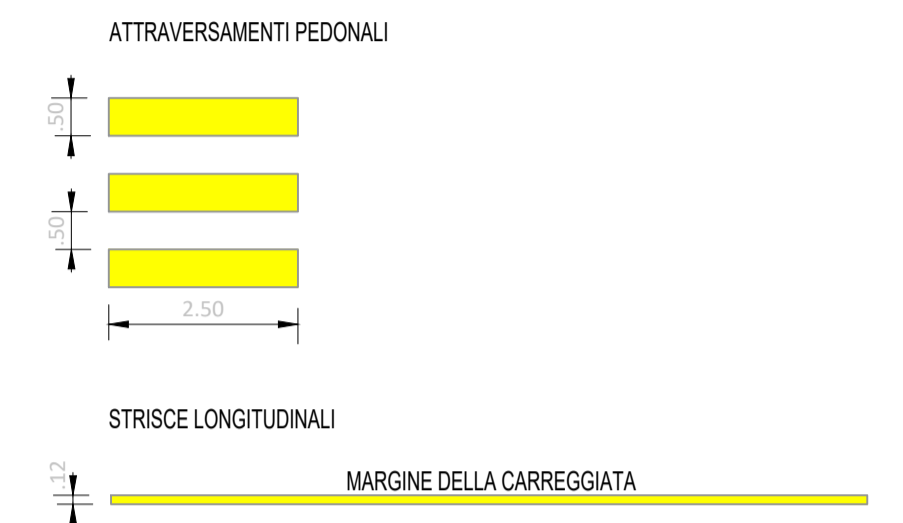 ATTRAVERSAMENTI PEDONALI
.50
.50
2.50
STRISCE LONGITUDINALI
.12
MARGINE DELLA CARREGGIATA